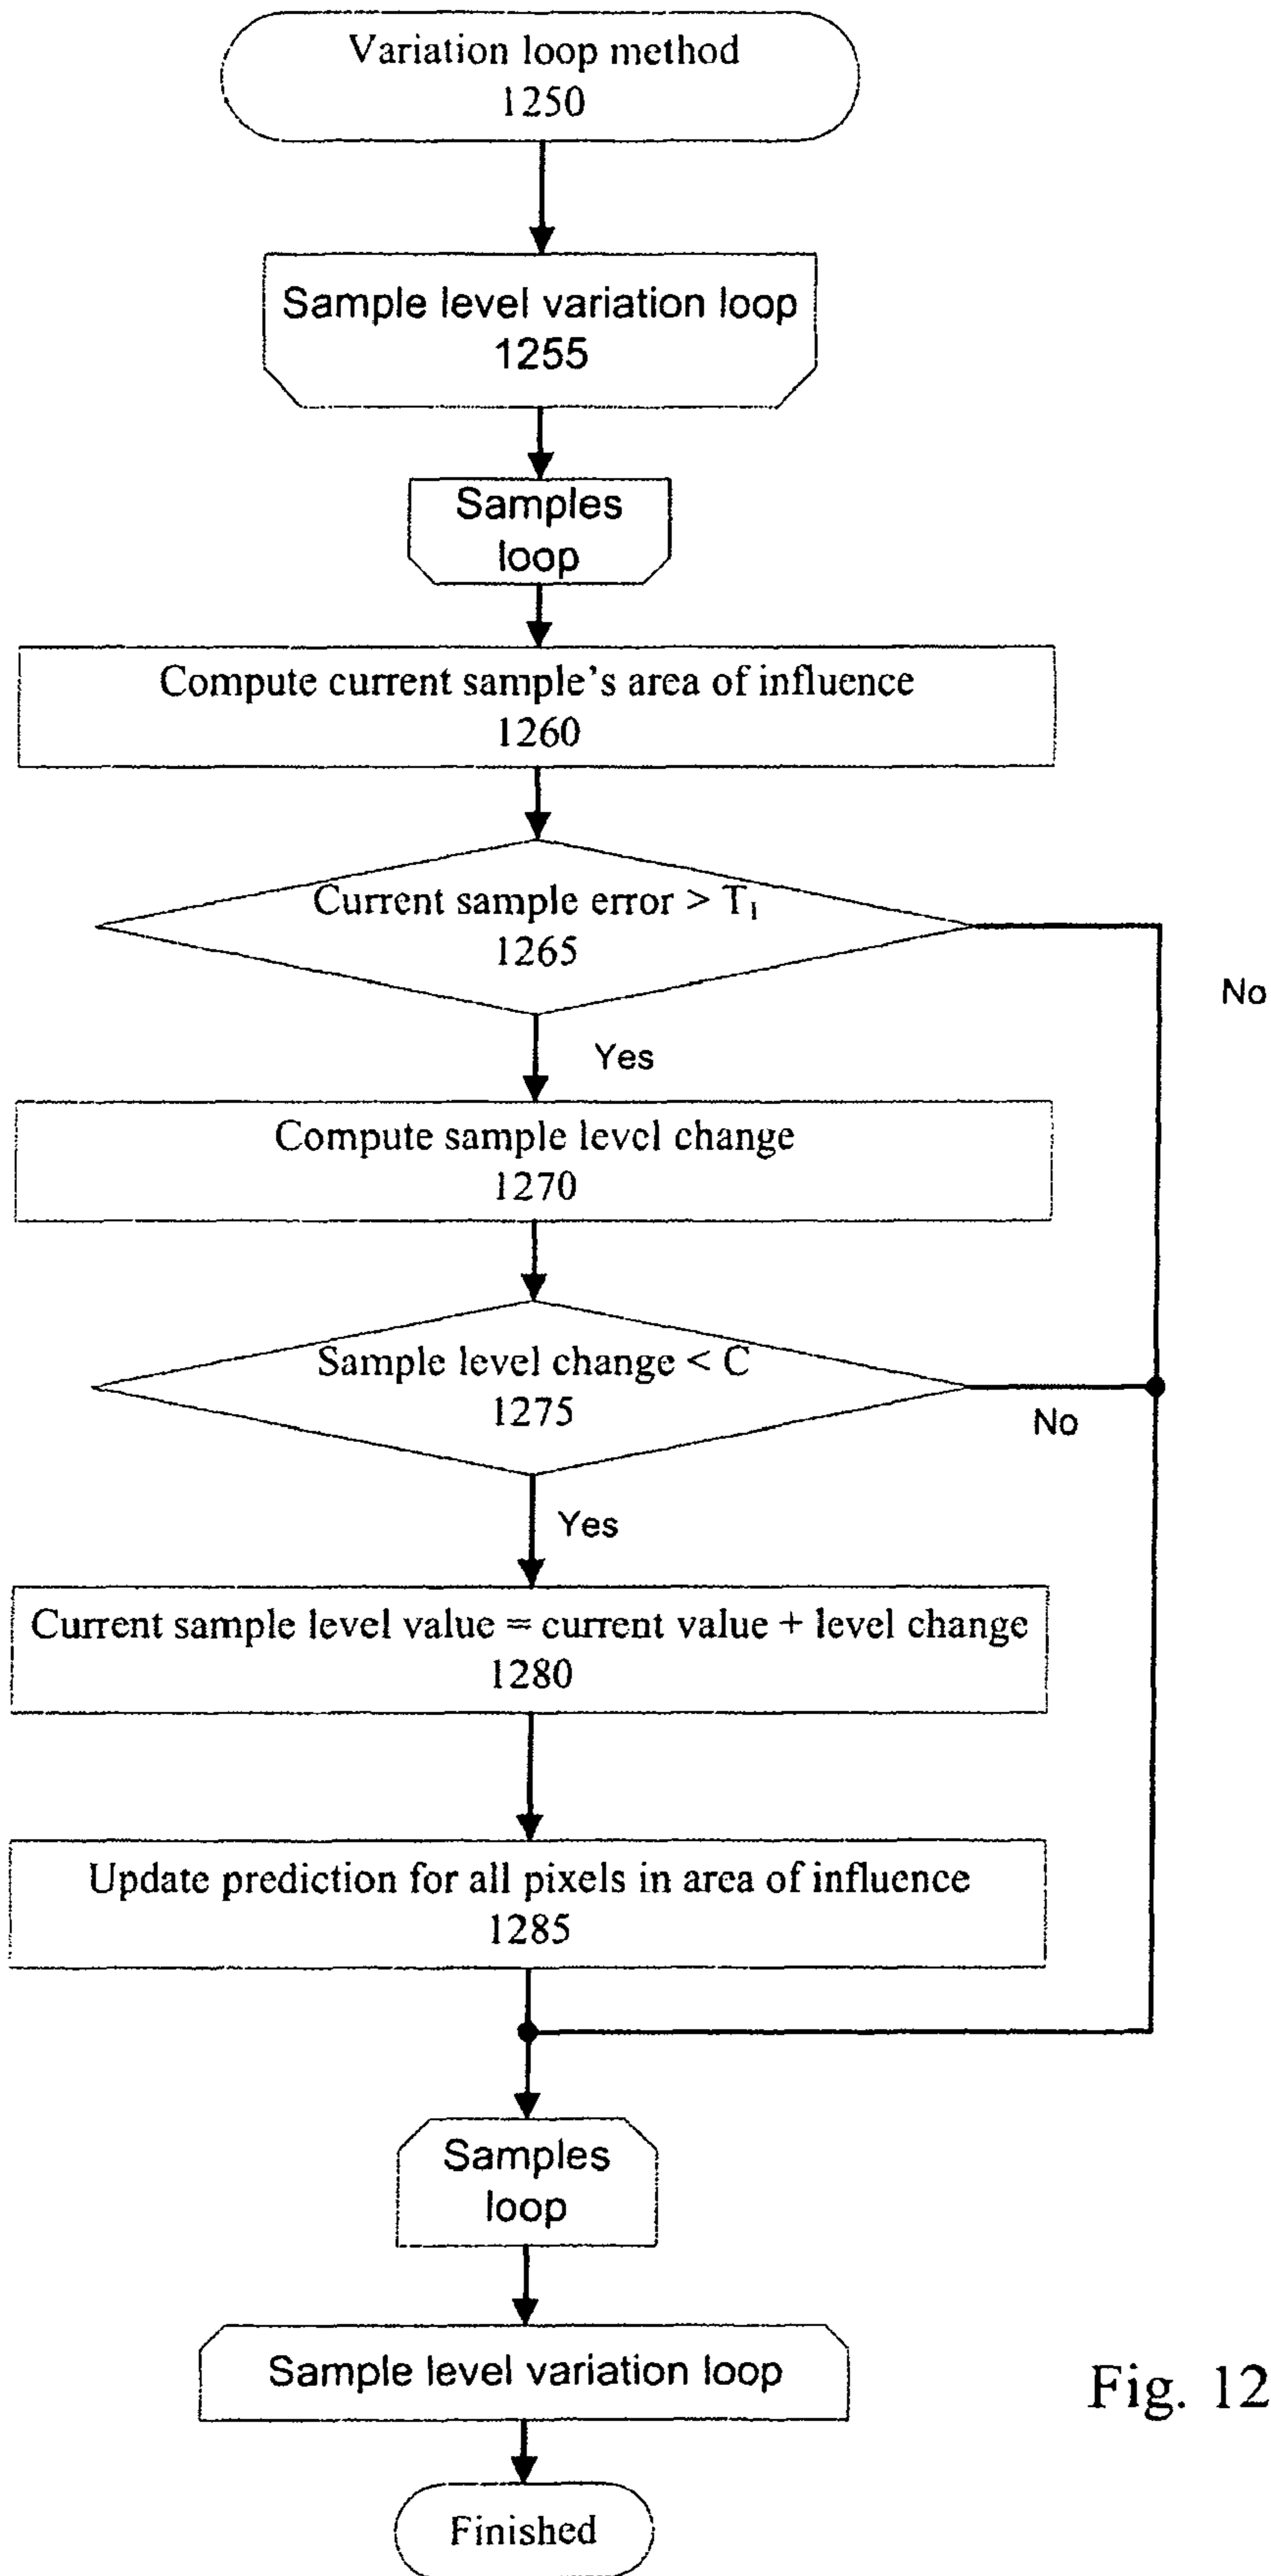 Variation loop method
1250
Sample level variation loop
1255
Samples
loop
Compute current sample's area of influence
1260
Current sample error > T₁
1265
No
Yes
Compute sample level change
1270
Sample level change < C
1275
No
Yes
Current sample level value = current value + level change
1280
Update prediction for all pixels in area of influence
1285
Samples
loop
Sample level variation loop
Fig. 12
Finished